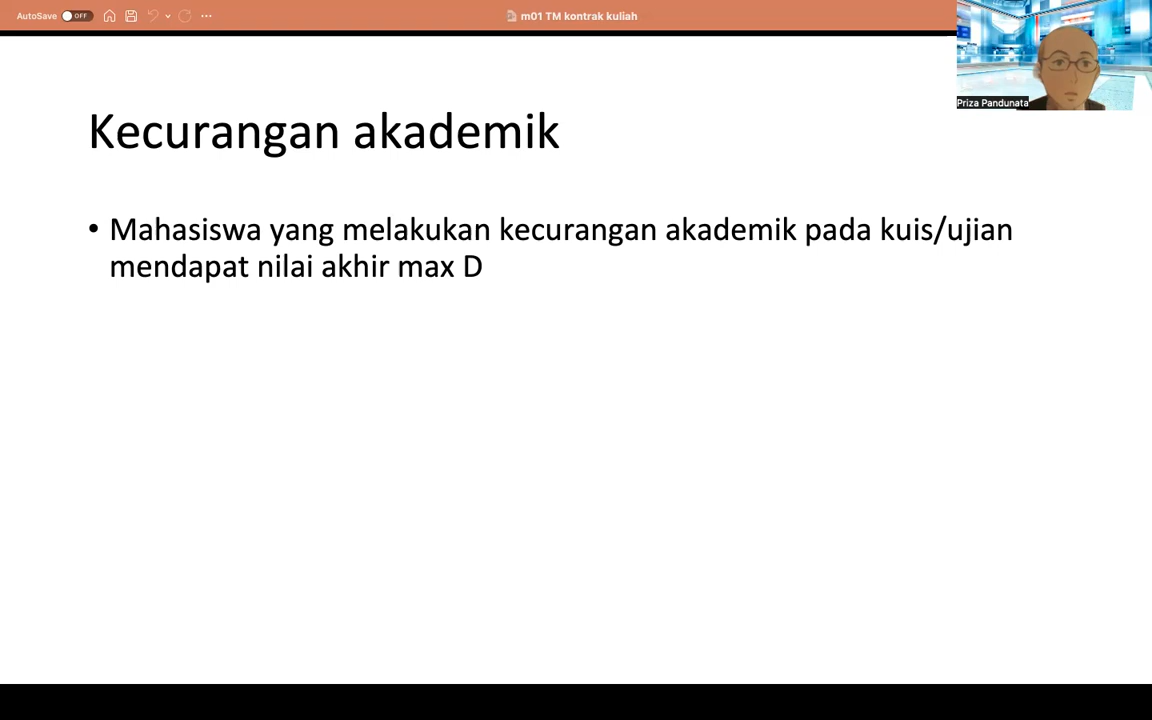 AutoSave OFF
m01 TM kontrak kuliah
Priza Pandunata
Kecurangan akademik
• Mahasiswa yang melakukan kecurangan akademik pada kuis/ujian
mendapat nilai akhir max D